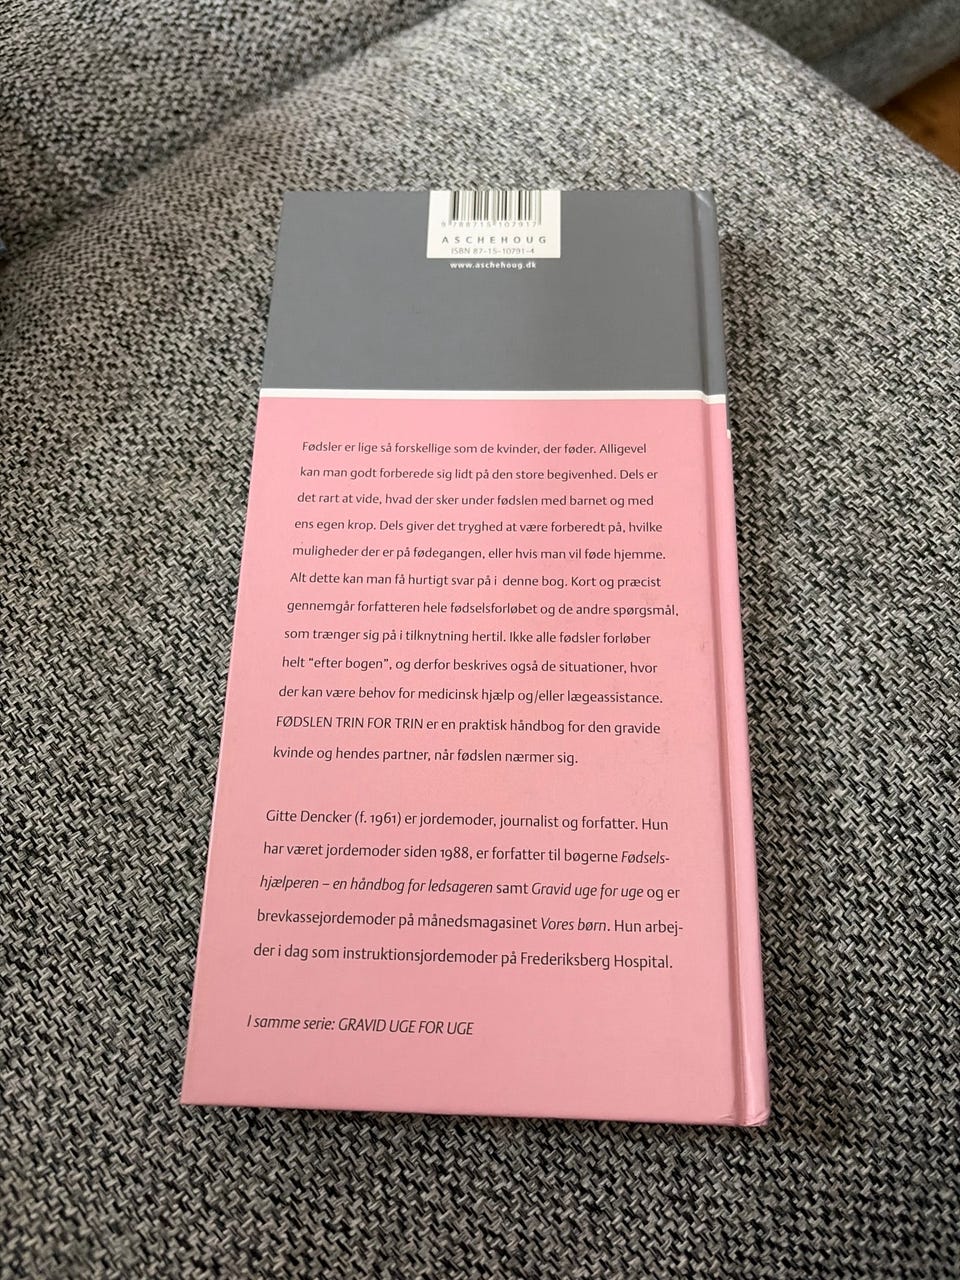 9 788715 107917
ASCHEHOUG
ISBN 87-15-10791-4
www.aschehoug.dk
Fødsler er lige så forskellige som de kvinder, der føder. Alligevel
kan man godt forberede sig lidt på den store begivenhed. Dels er
det rart at vide, hvad der sker under fødslen med barnet og med
ens egen krop. Dels giver det tryghed at være forberedt på, hvilke
muligheder der er på fødegangen, eller hvis man vil føde hjemme.
Alt dette kan man få hurtigt svar på i denne bog. Kort og præcist
gennemgår forfatteren hele fødselsforløbet og de andre spørgsmål,
som trænger sig på i tilknytning hertil. Ikke alle fødsler forløber
helt "efter bogen", og derfor beskrives også de situationer, hvor
der kan være behov for medicinsk hjælp og/eller lægeassistance.
FØDSLEN TRIN FOR TRIN er en praktisk håndbog for den gravide
kvinde og hendes partner, når fødslen nærmer sig.
Gitte Dencker (f. 1961) er jordemoder, journalist og forfatter. Hun
har været jordemoder siden 1988, er forfatter til bøgerne Fødsels-
hjælperen – en håndbog for ledsageren samt Gravid uge for uge og er
brevkassejordemoder på månedsmagasinet Vores børn. Hun arbej-
der i dag som instruktionsjordemoder på Frederiksberg Hospital.
I samme serie: GRAVID UGE FOR UGE